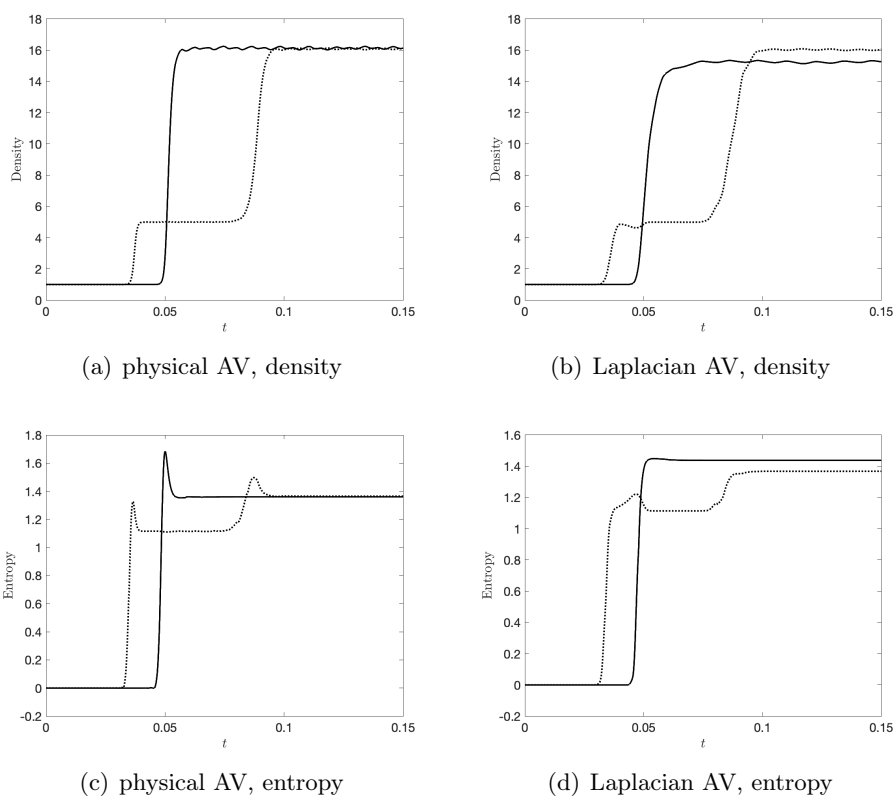 18
16
14
12
10
8
6
4
2
0
Density
0 0.05 0.1 0.15
t
(a) physical AV, density
18
16
14
12
10
8
6
4
2
0
Density
0 0.05 0.1 0.15
t
(b) Laplacian AV, density
1.8
1.6
1.4
1.2
1
0.8
0.6
0.4
0.2
0
-0.2
Entropy
0 0.05 0.1 0.15
t
(c) physical AV, entropy
1.6
1.4
1.2
1
0.8
0.6
0.4
0.2
0
-0.2
Entropy
0 0.05 0.1 0.15
t
(d) Laplacian AV, entropy